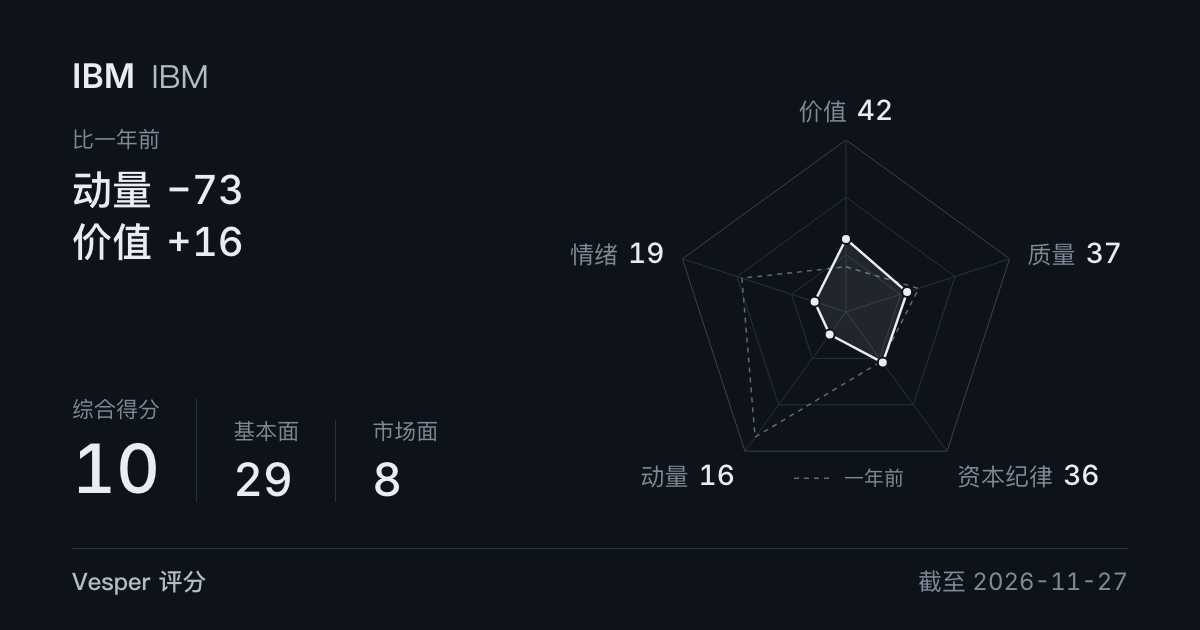 IBM IBM
比一年前
动量 −73
价值 +16
综合得分
10
基本面
29
市场面
8
价值 42
情绪 19
质量 37
动量 16
一年前
资本纪律 36
Vesper 评分
截至 2026-11-27